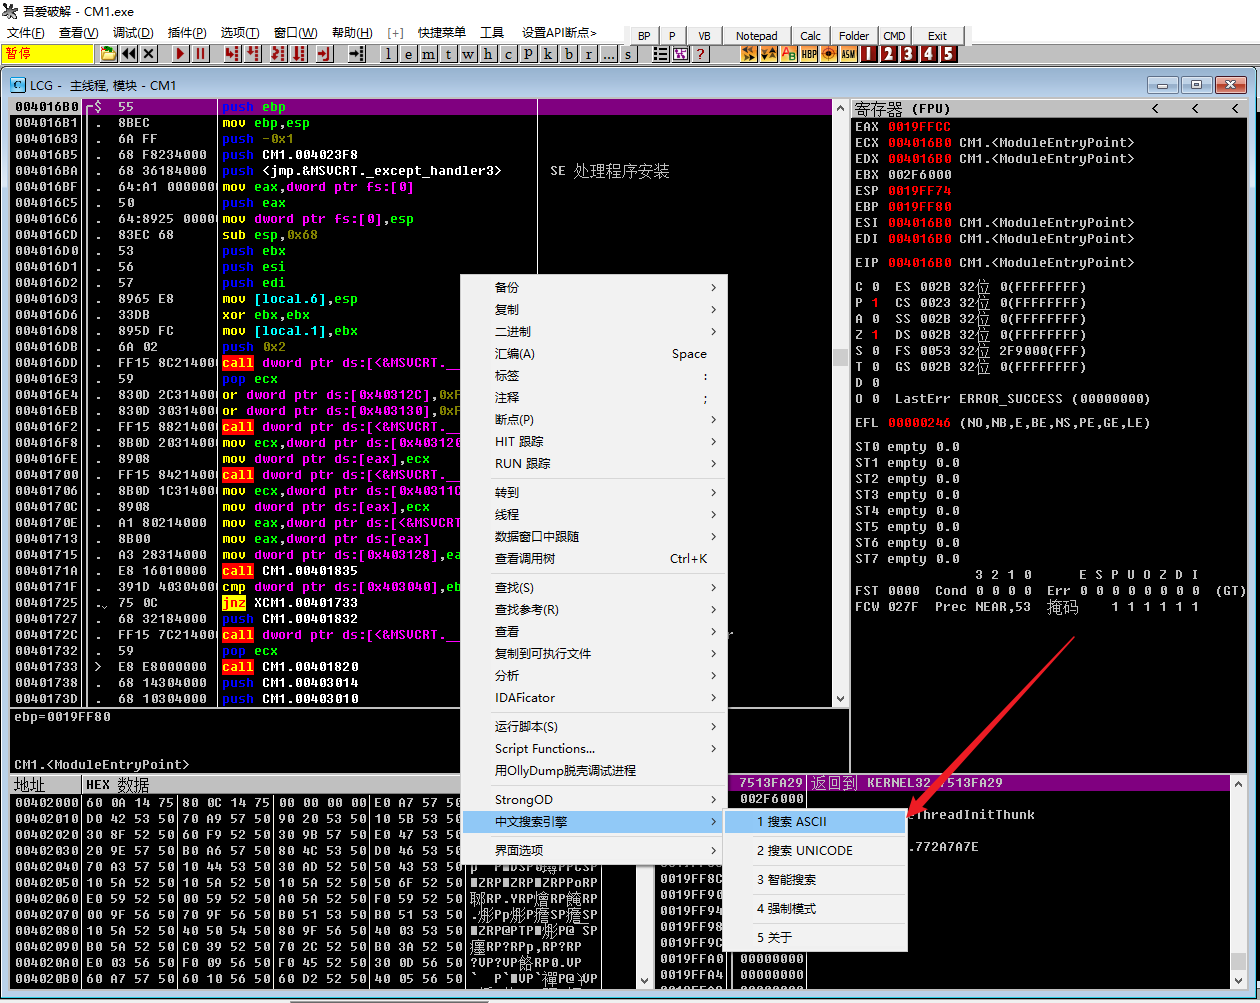 吾爱破解 - CM1.exe
文件(F) 查看(V) 调试(D) 插件(P) 选项(T) 窗口(W) 帮助(H) [+] 快捷菜单 工具 设置API断点>
BP P VB Notepad Calc Folder CMD Exit
暂停 l e m t w h c p k b r ... s ? HBP ASM 1 2 3 4 5
LCG - 主线程, 模块 - CM1
004016B0 $ 55 push ebp
004016B1 . 8BEC mov ebp,esp
004016B3 . 6A FF push -0x1
004016B5 . 68 F8234000 push CM1.004023F8
004016BA . 68 36184000 push <jmp.&MSVCRT._except_handler3> SE 处理程序安装
004016BF . 64:A1 0000000 mov eax,dword ptr fs:[0]
004016C5 . 50 push eax
004016C6 . 64:8925 0000 mov dword ptr fs:[0],esp
004016CD . 83EC 68 sub esp,0x68
004016D0 . 53 push ebx
004016D1 . 56 push esi
004016D2 . 57 push edi
004016D3 . 8965 E8 mov [local.6],esp
004016D6 . 33DB xor ebx,ebx
004016D8 . 895D FC mov [local.1],ebx
004016DB . 6A 02 push 0x2
004016DD . FF15 8C21400 call dword ptr ds:[<&MSVCRT.__
004016E3 . 59 pop ecx
004016E4 . 830D 2C31400 or dword ptr ds:[0x40312C],0xF
004016EB . 830D 3031400 or dword ptr ds:[0x403130],0xF
004016F2 . FF15 8821400 call dword ptr ds:[<&MSVCRT.__
004016F8 . 8B0D 2031400 mov ecx,dword ptr ds:[0x403120
004016FE . 8908 mov dword ptr ds:[eax],ecx
00401700 . FF15 8421400 call dword ptr ds:[<&MSVCRT.__
00401706 . 8B0D 1C31400 mov ecx,dword ptr ds:[0x40311C
0040170C . 8908 mov dword ptr ds:[eax],ecx
0040170E . A1 80214000 mov eax,dword ptr ds:[<&MSVCRT
00401713 . 8B00 mov eax,dword ptr ds:[eax]
00401715 . A3 28314000 mov dword ptr ds:[0x403128],ea
0040171A . E8 16010000 call CM1.00401835
0040171F . 391D 4030400 cmp dword ptr ds:[0x403040],eb
00401725 . 75 0C jnz XCM1.00401733
00401727 . 68 32184000 push CM1.00401832
0040172C . FF15 7C21400 call dword ptr ds:[<&MSVCRT.__
00401732 . 59 pop ecx
00401733 > E8 E8000000 call CM1.00401820
00401738 . 68 14304000 push CM1.00403014
0040173D . 68 10304000 push CM1.00403010
ebp=0019FF80
CM1.<ModuleEntryPoint>
寄存器 (FPU) < < <
EAX 0019FFCC
ECX 004016B0 CM1.<ModuleEntryPoint>
EDX 004016B0 CM1.<ModuleEntryPoint>
EBX 002F6000
ESP 0019FF74
EBP 0019FF80
ESI 004016B0 CM1.<ModuleEntryPoint>
EDI 004016B0 CM1.<ModuleEntryPoint>
EIP 004016B0 CM1.<ModuleEntryPoint>
C 0 ES 002B 32位 0(FFFFFFFF)
P 1 CS 0023 32位 0(FFFFFFFF)
A 0 SS 002B 32位 0(FFFFFFFF)
Z 1 DS 002B 32位 0(FFFFFFFF)
S 0 FS 0053 32位 2F9000(FFF)
T 0 GS 002B 32位 0(FFFFFFFF)
D 0
O 0 LastErr ERROR_SUCCESS (00000000)
EFL 00000246 (NO,NB,E,BE,NS,PE,GE,LE)
ST0 empty 0.0
ST1 empty 0.0
ST2 empty 0.0
ST3 empty 0.0
ST4 empty 0.0
ST5 empty 0.0
ST6 empty 0.0
ST7 empty 0.0
3 2 1 0 E S P U O Z D I
FST 0000 Cond 0 0 0 0 Err 0 0 0 0 0 0 0 0 (GT)
FCW 027F Prec NEAR,53 掩码 1 1 1 1 1 1
备份
复制
二进制
汇编(A) Space
标签 :
注释 ;
断点(P)
HIT 跟踪
RUN 跟踪
转到
线程
数据窗口中跟随
查看调用树 Ctrl+K
查找(S)
查找参考(R)
查看
复制到可执行文件
分析
IDAFicator
运行脚本(S)
Script Functions...
用OllyDump脱壳调试进程
StrongOD
中文搜索引擎
界面选项
1 搜索 ASCII
2 搜索 UNICODE
3 智能搜索
4 强制模式
5 关于
地址 HEX 数据
00402000 60 0A 14 75 80 0C 14 75 00 00 00 00 E0 A7 57 50
00402010 D0 42 53 50 70 A9 57 50 90 20 53 50 10 5B 53 50
00402020 30 8F 52 50 60 F9 52 50 30 9B 57 50 E0 47 53 50
00402030 20 9E 57 50 B0 A6 57 50 80 4C 53 50 D0 46 53 50
00402040 70 A3 57 50 10 44 53 50 30 AD 52 50 50 43 53 50
00402050 10 5A 52 50 10 5A 52 50 10 5A 52 50 50 6F 52 50
00402060 E0 59 52 50 00 59 52 50 A0 5A 52 50 F0 59 52 50
00402070 00 9F 56 50 70 9F 56 50 B0 51 53 50 B0 51 53 50
00402080 10 5A 52 50 40 50 54 50 80 9F 56 50 40 03 53 50
00402090 B0 5A 52 50 C0 39 52 50 70 2C 52 50 B0 3A 52 50
004020A0 E0 03 56 50 F0 09 56 50 F0 45 52 50 30 0D 56 50
004020B0 60 A7 57 50 60 10 56 50 60 D2 52 50 40 05 56 50
7513FA29 返回到 KERNEL32.7513FA29
002F6000
eThreadInitThunk
.772A7A7E
0019FF8C
0019FF90
0019FF94
0019FF98
0019FF9C
0019FFA0 00000000
0019FFA4 00000000
0019FFA8 00000000